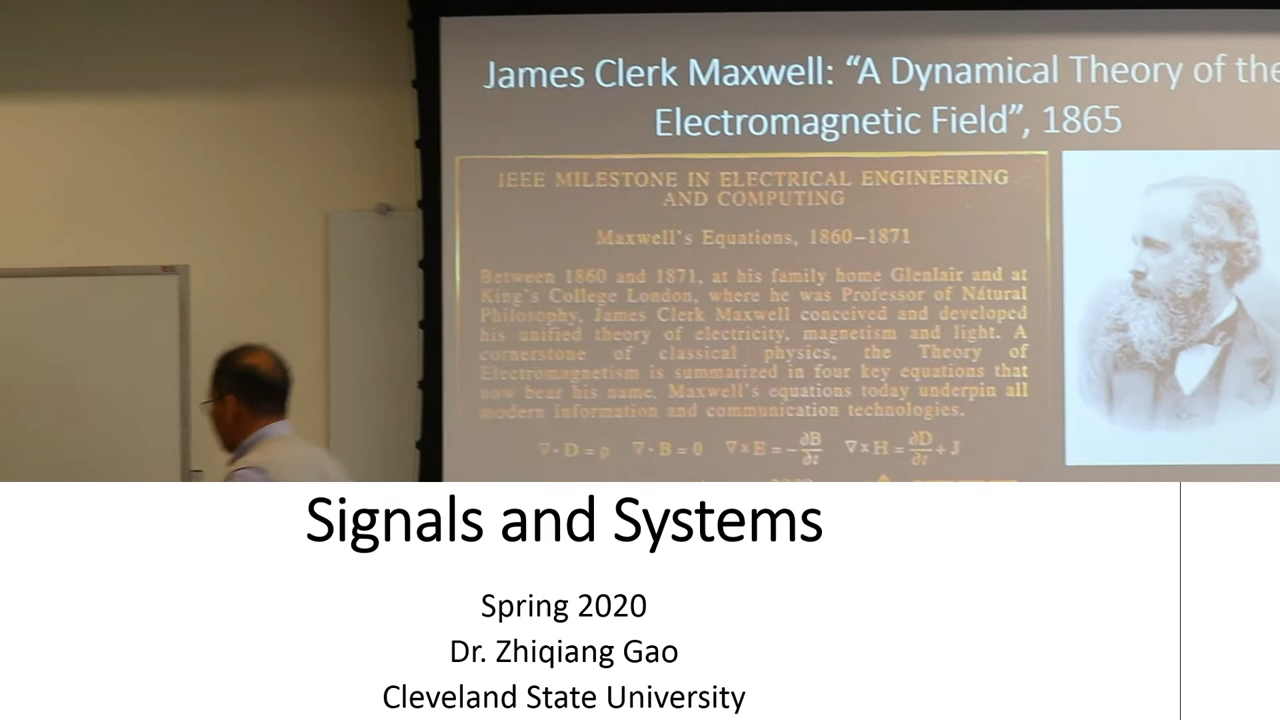 James Clerk Maxwell: “A Dynamical Theory of the
Electromagnetic Field”, 1865
IEEE MILESTONE IN ELECTRICAL ENGINEERING
AND COMPUTING
Maxwell's Equations, 1860–1871
Between 1860 and 1871, at his family home Glenlair and at
King's College London, where he was Professor of Natural
Philosophy, James Clerk Maxwell conceived and developed
his unified theory of electricity, magnetism and light. A
cornerstone of classical physics, the Theory of
Electromagnetism is summarized in four key equations that
now bear his name. Maxwell's equations today underpin all
modern information and communication technologies.
∇·D = ρ ∇·B = 0 ∇×E = −∂B/∂t ∇×H = ∂D/∂t + J
Signals and Systems
Spring 2020
Dr. Zhiqiang Gao
Cleveland State University